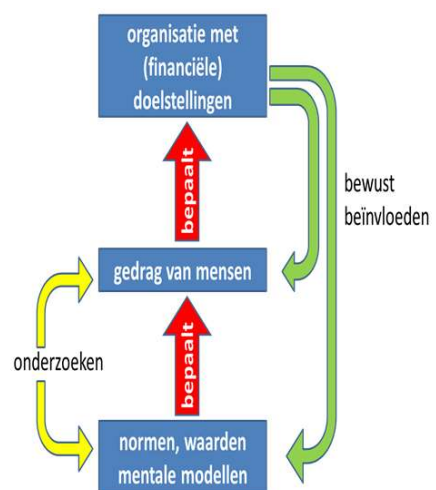 organisatie met
(financiële)
doelstellingen
bepaalt
bewust
beïnvloeden
gedrag van mensen
bepaalt
onderzoeken
normen, waarden
mentale modellen